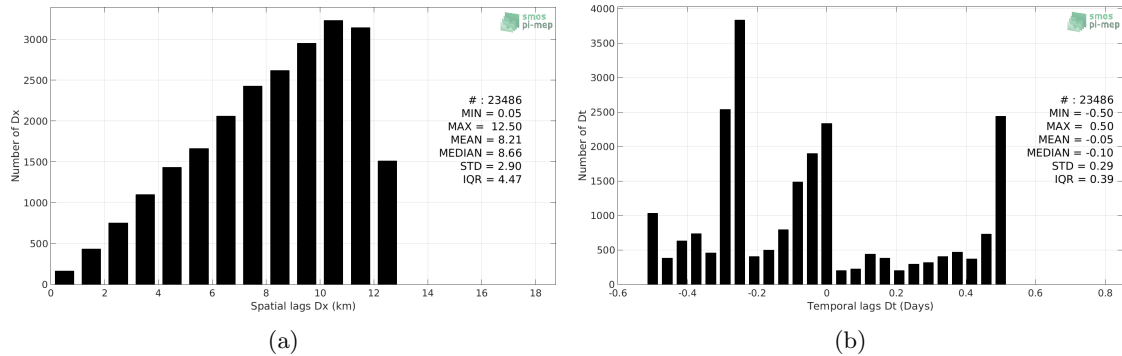 smos
pi-mep
3000
2500
2000
1500
1000
500
0
Number of Dx
# : 23486
MIN = 0.05
MAX = 12.50
MEAN = 8.21
MEDIAN = 8.66
STD = 2.90
IQR = 4.47
0 2 4 6 8 10 12 14 16 18
Spatial lags Dx (km)
(a)
smos
pi-mep
4000
3500
3000
2500
2000
1500
1000
500
0
Number of Dt
# : 23486
MIN = -0.50
MAX = 0.50
MEAN = -0.05
MEDIAN = -0.10
STD = 0.29
IQR = 0.39
-0.6 -0.4 -0.2 0 0.2 0.4 0.6 0.8
Temporal lags Dt (Days)
(b)